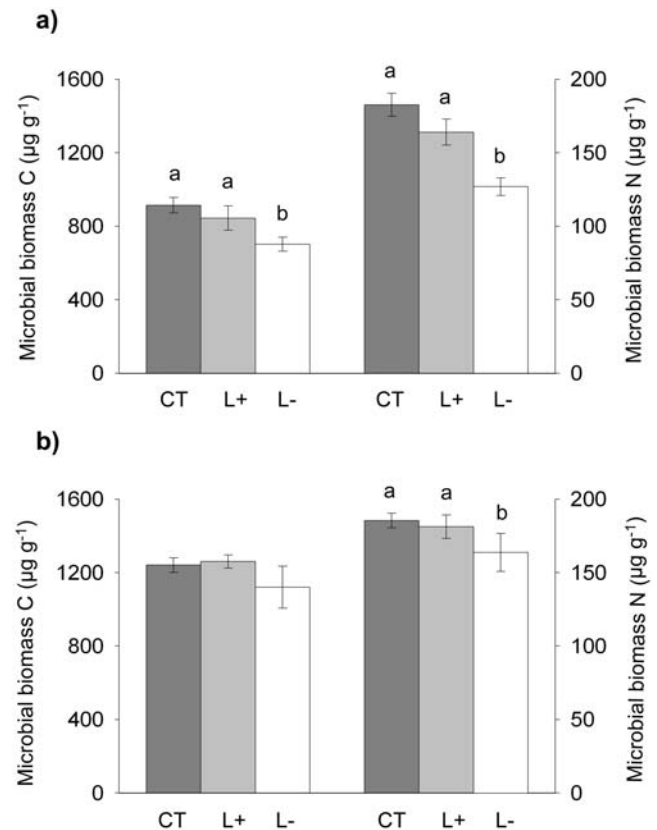 a)
Microbial biomass C (µg g⁻¹)
1600
1200
800
400
0
a a b
a a b
CT L+ L-
CT L+ L-
200
150
100
50
0
Microbial biomass N (µg g⁻¹)
b)
Microbial biomass C (µg g⁻¹)
1600
1200
800
400
0
a a b
CT L+ L-
CT L+ L-
200
150
100
50
0
Microbial biomass N (µg g⁻¹)